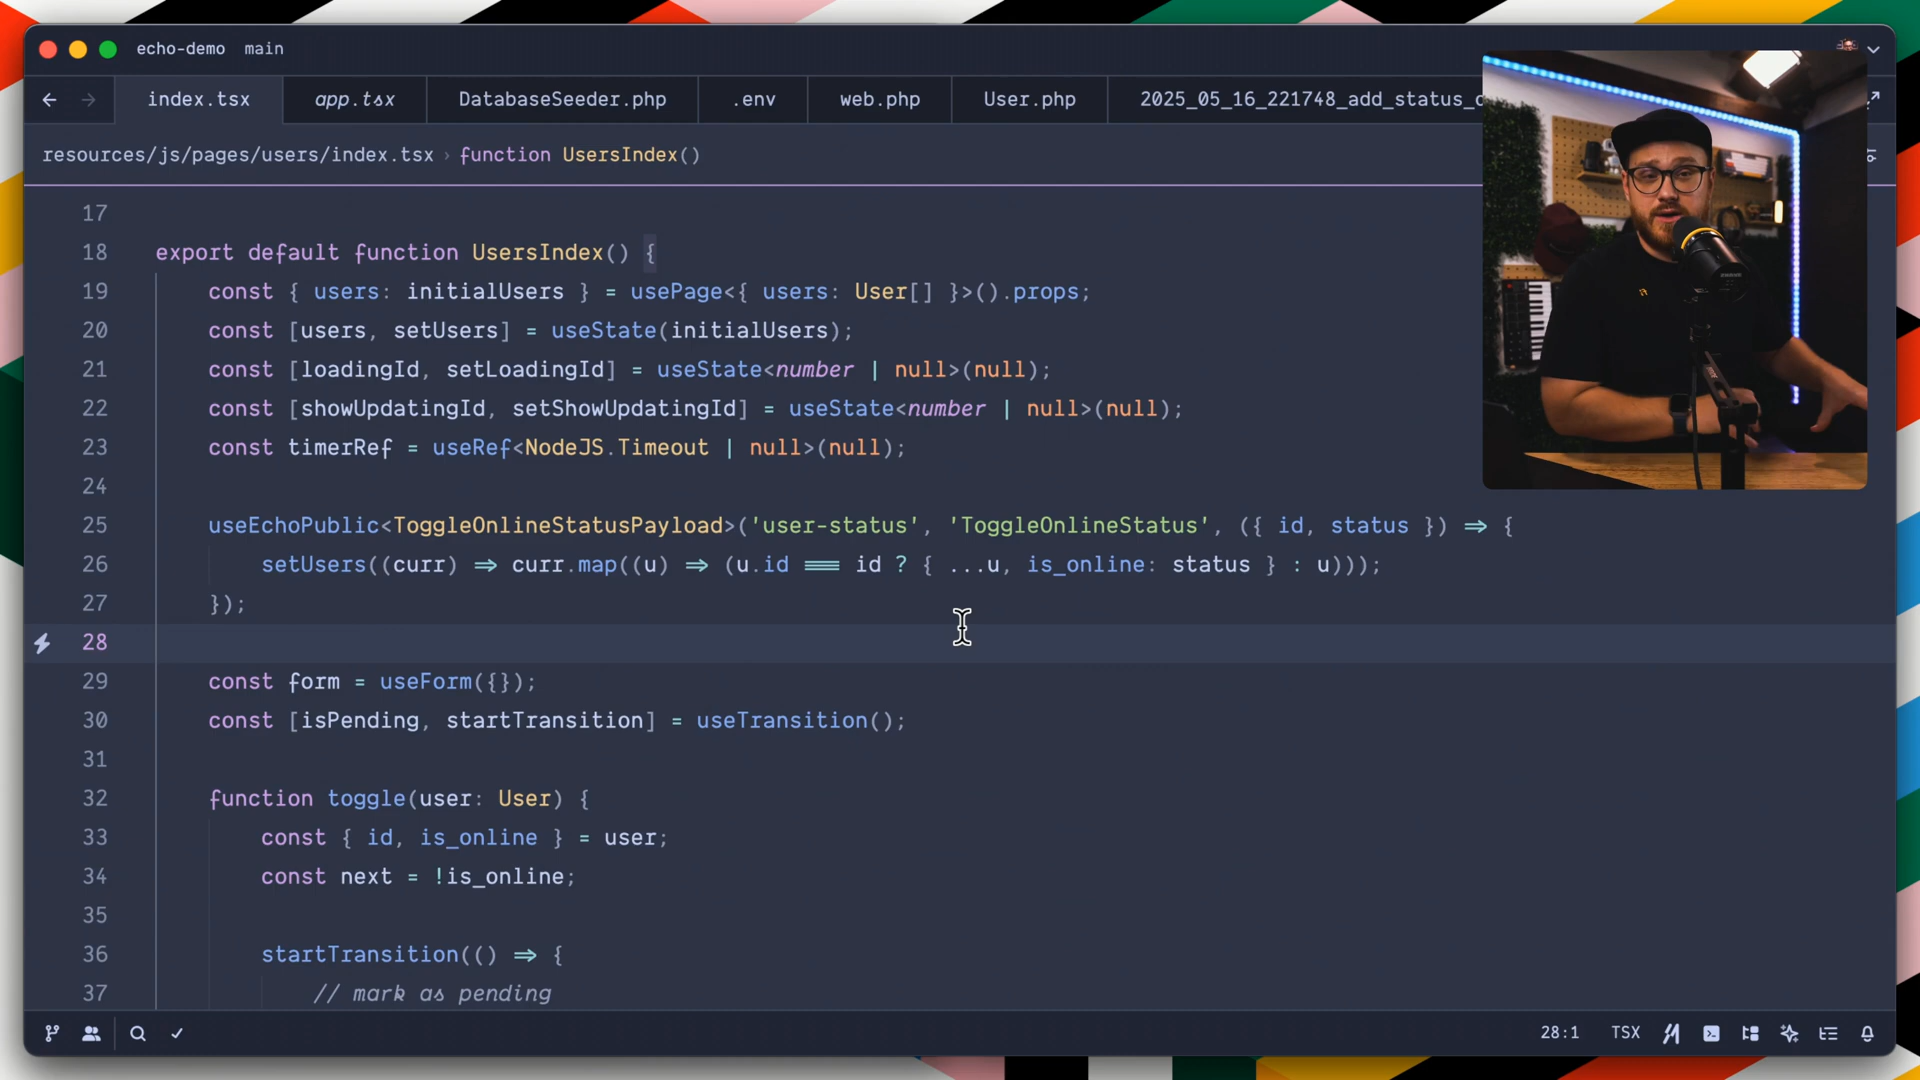 echo-demo main
index.tsx app.tsx DatabaseSeeder.php .env web.php User.php 2025_05_16_221748_add_status_
resources/js/pages/users/index.tsx › function UsersIndex()
17
18 export default function UsersIndex() {
19 const { users: initialUsers } = usePage<{ users: User[] }>().props;
20 const [users, setUsers] = useState(initialUsers);
21 const [loadingId, setLoadingId] = useState<number | null>(null);
22 const [showUpdatingId, setShowUpdatingId] = useState<number | null>(null);
23 const timerRef = useRef<NodeJS.Timeout | null>(null);
24
25 useEchoPublic<ToggleOnlineStatusPayload>('user-status', 'ToggleOnlineStatus', ({ id, status }) => {
26 setUsers((curr) => curr.map((u) => (u.id === id ? { ...u, is_online: status } : u)));
27 });
28
29 const form = useForm({});
30 const [isPending, startTransition] = useTransition();
31
32 function toggle(user: User) {
33 const { id, is_online } = user;
34 const next = !is_online;
35
36 startTransition(() => {
37 // mark as pending
28:1 TSX